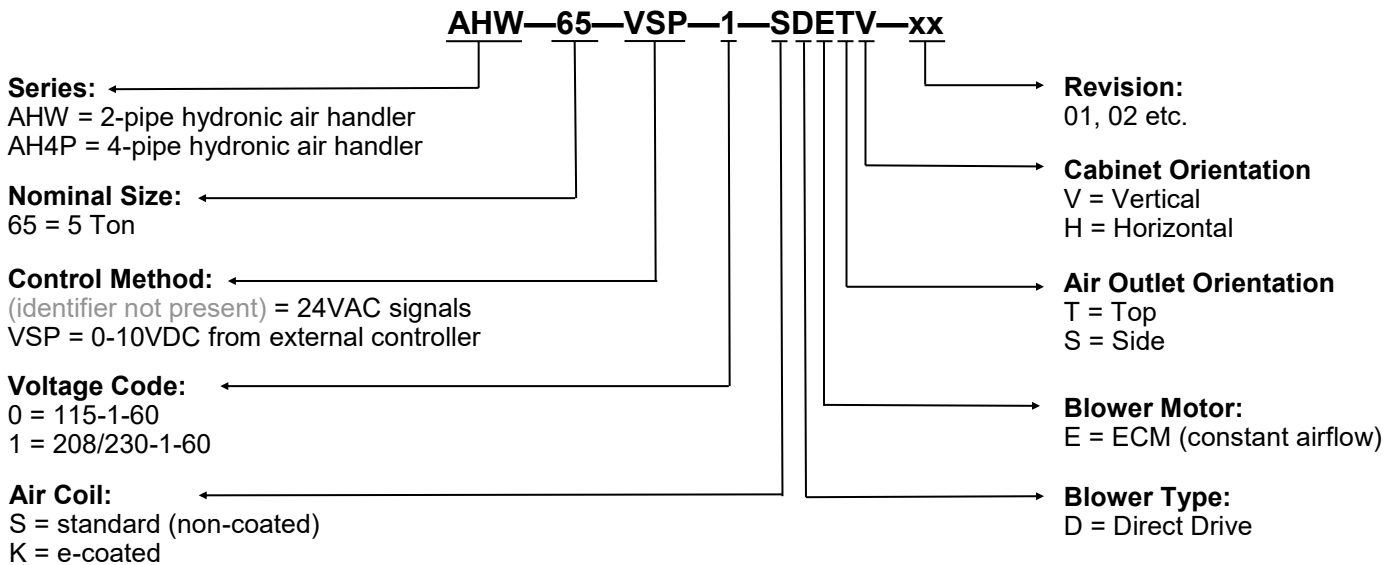 AHW—65—VSP—1—SDETV—xx
Series:
AHW = 2-pipe hydronic air handler
AH4P = 4-pipe hydronic air handler
Nominal Size:
65 = 5 Ton
Control Method:
(identifier not present) = 24VAC signals
VSP = 0-10VDC from external controller
Voltage Code:
0 = 115-1-60
1 = 208/230-1-60
Air Coil:
S = standard (non-coated)
K = e-coated
Revision:
01, 02 etc.
Cabinet Orientation
V = Vertical
H = Horizontal
Air Outlet Orientation
T = Top
S = Side
Blower Motor:
E = ECM (constant airflow)
Blower Type:
D = Direct Drive